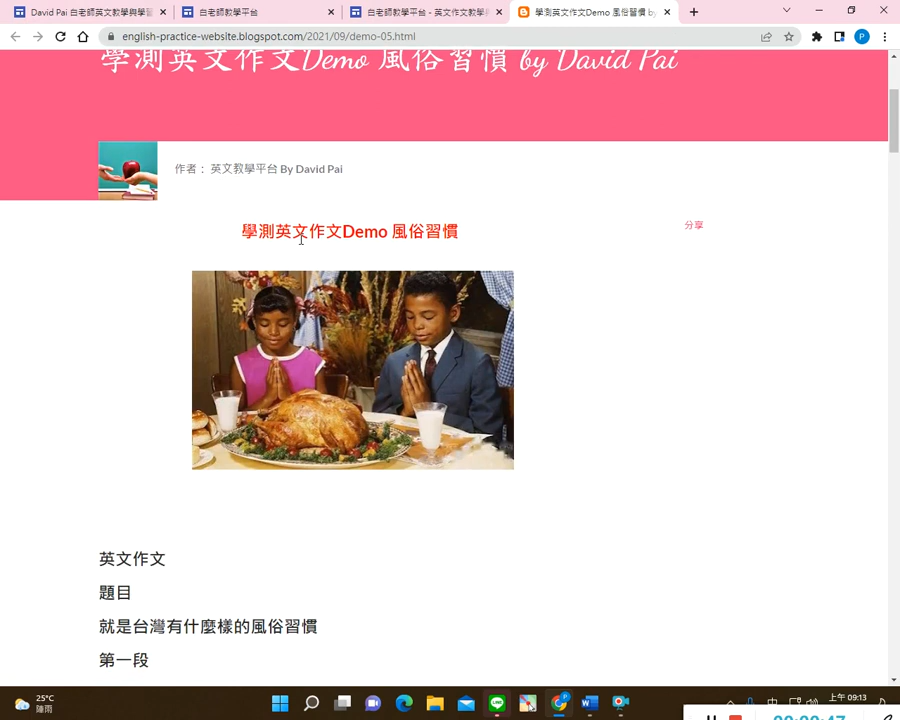 David Pai 白老師英文教學與學習
白老師教學平台
白老師教學平台 - 英文作文教學
學測英文作文Demo 風俗習慣 by
english-practice-website.blogspot.com/2021/09/demo-05.html
學測英文作文Demo 風俗習慣 by David Pai
作者： 英文教學平台 By David Pai
分享
學測英文作文Demo 風俗習慣
英文作文
題目
就是台灣有什麼樣的風俗習慣
第一段
25°C
陣雨
上午 09:13